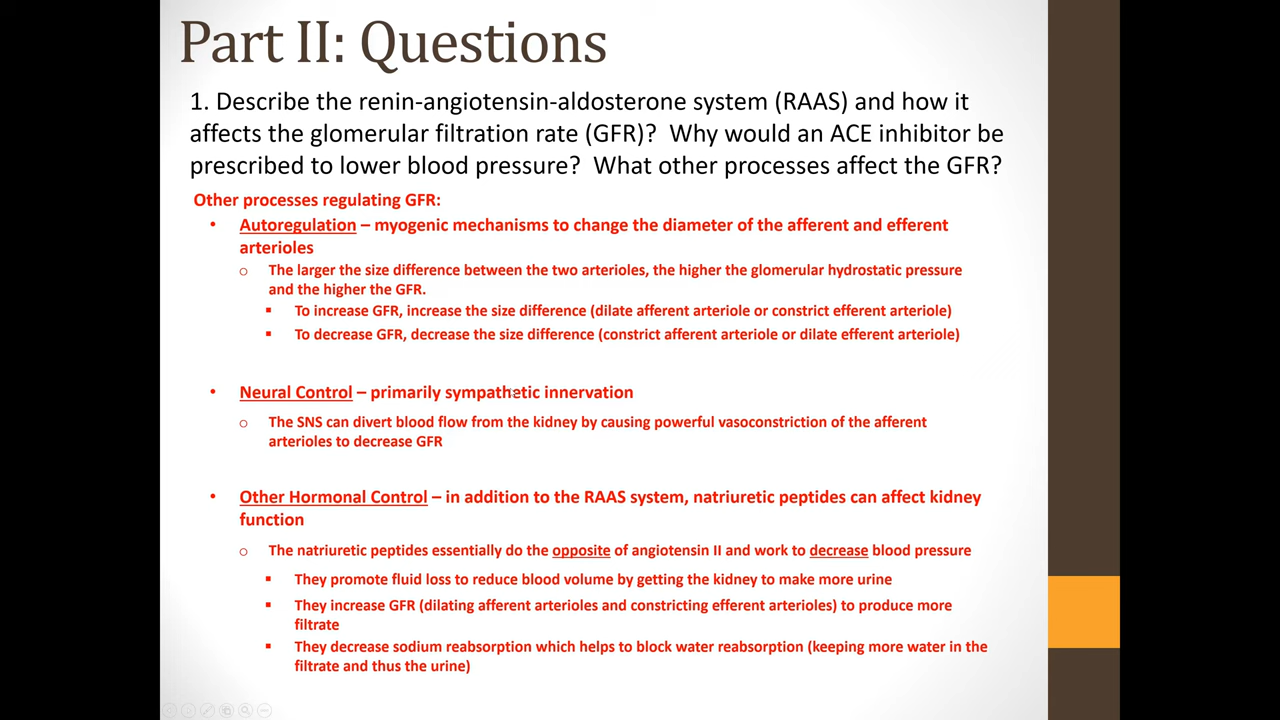 Part II: Questions
1. Describe the renin-angiotensin-aldosterone system (RAAS) and how it
affects the glomerular filtration rate (GFR)?  Why would an ACE inhibitor be
prescribed to lower blood pressure?  What other processes affect the GFR?
Other processes regulating GFR:
• Autoregulation – myogenic mechanisms to change the diameter of the afferent and efferent
arterioles
o The larger the size difference between the two arterioles, the higher the glomerular hydrostatic pressure
and the higher the GFR.
▪ To increase GFR, increase the size difference (dilate afferent arteriole or constrict efferent arteriole)
▪ To decrease GFR, decrease the size difference (constrict afferent arteriole or dilate efferent arteriole)
• Neural Control – primarily sympathetic innervation
o The SNS can divert blood flow from the kidney by causing powerful vasoconstriction of the afferent
arterioles to decrease GFR
• Other Hormonal Control – in addition to the RAAS system, natriuretic peptides can affect kidney
function
o The natriuretic peptides essentially do the opposite of angiotensin II and work to decrease blood pressure
▪ They promote fluid loss to reduce blood volume by getting the kidney to make more urine
▪ They increase GFR (dilating afferent arterioles and constricting efferent arterioles) to produce more
filtrate
▪ They decrease sodium reabsorption which helps to block water reabsorption (keeping more water in the
filtrate and thus the urine)